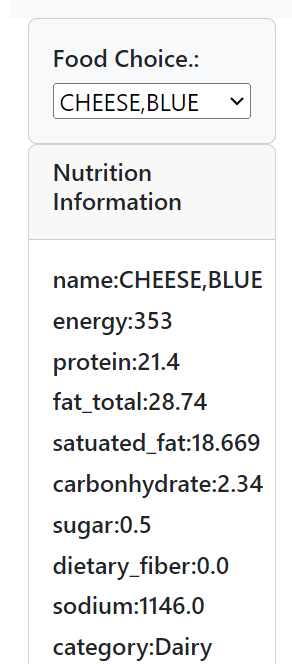 Food Choice.:
CHEESE,BLUE
Nutrition
Information
name:CHEESE,BLUE
energy:353
protein:21.4
fat_total:28.74
satuated_fat:18.669
carbonhydrate:2.34
sugar:0.5
dietary_fiber:0.0
sodium:1146.0
category:Dairy